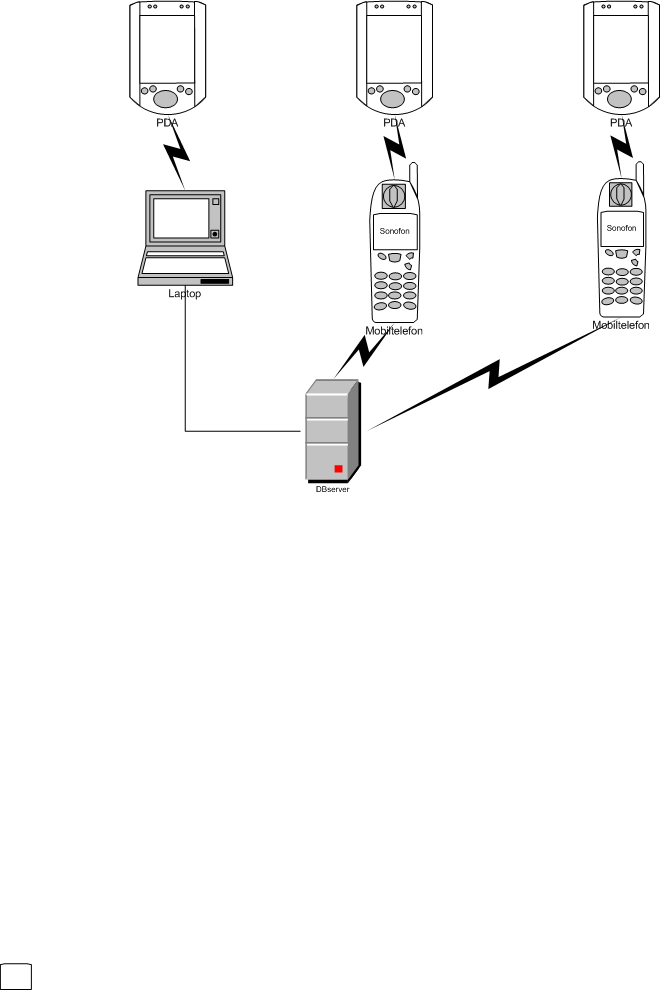 PDA
PDA
PDA
Sonofon
Sonofon
Laptop
Mobiltelefon
Mobiltelefon
DBserver